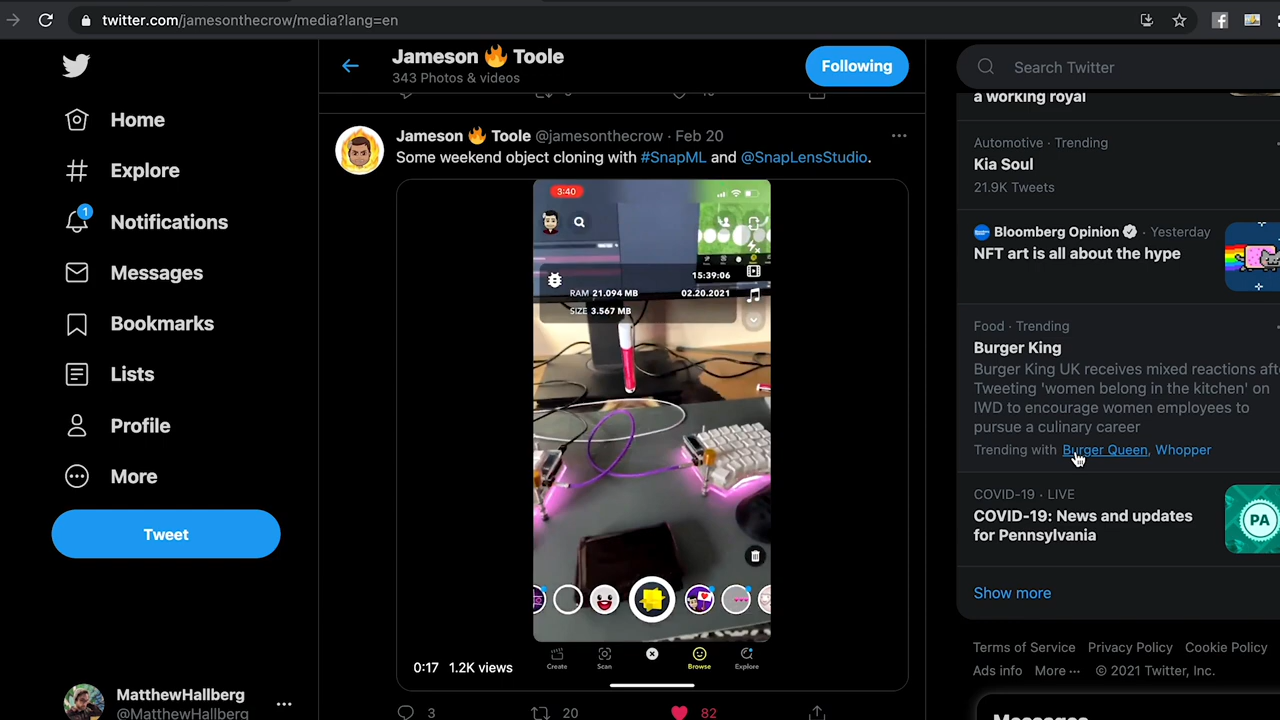 twitter.com/jamesonthecrow/media?lang=en
Home
Explore
1
Notifications
Messages
Bookmarks
Lists
Profile
More
Tweet
MatthewHallberg
@MatthewHallberg
Jameson 🔥 Toole
343 Photos & videos
Following
Jameson 🔥 Toole @jamesonthecrow · Feb 20
Some weekend object cloning with #SnapML and @SnapLensStudio.
3:40
15:39:06
RAM 21.094 MB 02.20.2021
SIZE 3.567 MB
Create Scan Browse Explore
0:17 1.2K views
3 20 82
Search Twitter
a working royal
Automotive · Trending
Kia Soul
21.9K Tweets
Bloomberg Opinion · Yesterday
NFT art is all about the hype
Food · Trending
Burger King
Burger King UK receives mixed reactions afte
Tweeting 'women belong in the kitchen' on
IWD to encourage women employees to
pursue a culinary career
Trending with Burger Queen, Whopper
COVID-19 · LIVE
COVID-19: News and updates
for Pennsylvania
PA
Show more
Terms of Service Privacy Policy Cookie Policy
Ads info More ··· © 2021 Twitter, Inc.
Messages